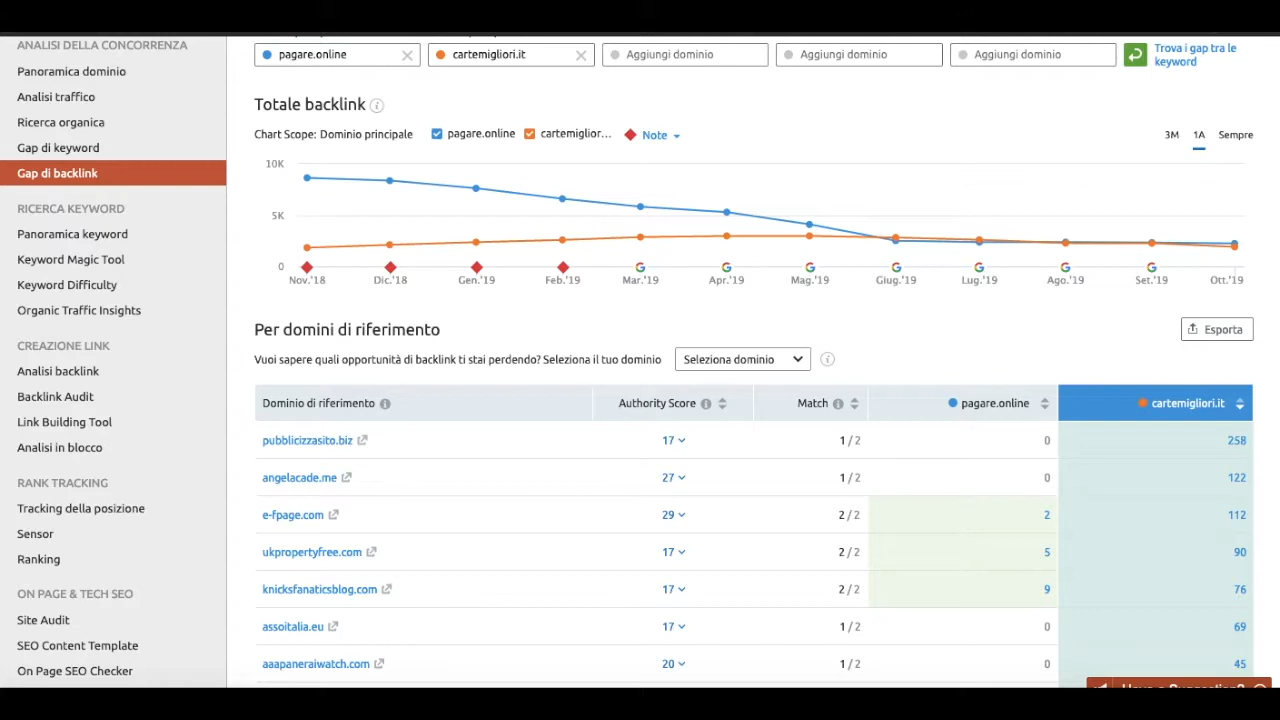 ANALISI DELLA CONCORRENZA
Panoramica dominio
Analisi traffico
Ricerca organica
Gap di keyword
Gap di backlink
RICERCA KEYWORD
Panoramica keyword
Keyword Magic Tool
Keyword Difficulty
Organic Traffic Insights
CREAZIONE LINK
Analisi backlink
Backlink Audit
Link Building Tool
Analisi in blocco
RANK TRACKING
Tracking della posizione
Sensor
Ranking
ON PAGE & TECH SEO
Site Audit
SEO Content Template
On Page SEO Checker
pagare.online cartemigliori.it Aggiungi dominio Aggiungi dominio Aggiungi dominio Trova i gap tra le
keyword
Totale backlink
Chart Scope: Dominio principale pagare.online cartemiglior... Note 3M 1A Sempre
10K
5K
0
Nov.'18 Dic.'18 Gen.'19 Feb.'19 Mar.'19 Apr.'19 Mag.'19 Giug.'19 Lug.'19 Ago.'19 Set.'19 Ott.'19
Per domini di riferimento Esporta
Vuoi sapere quali opportunità di backlink ti stai perdendo? Seleziona il tuo dominio Seleziona dominio
Dominio di riferimento Authority Score Match pagare.online cartemigliori.it
pubblicizzasito.biz 17 1 / 2 0 258
angelacade.me 27 1 / 2 0 122
e-fpage.com 29 2 / 2 2 112
ukpropertyfree.com 17 2 / 2 5 90
knicksfanaticsblog.com 17 2 / 2 9 76
assoitalia.eu 17 1 / 2 0 69
aaapaneraiwatch.com 20 1 / 2 0 45